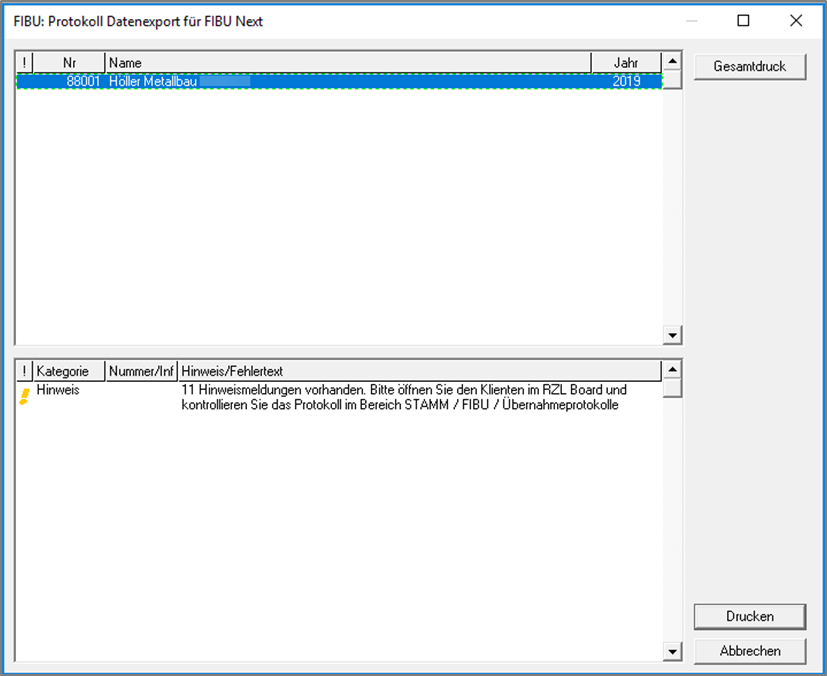 FIBU: Protokoll Datenexport für FIBU Next
! Nr Name Jahr
88001 Höller Metallbau 2019
Gesamtdruck
! Kategorie Nummer/Inf Hinweis/Fehlertext
Hinweis 11 Hinweismeldungen vorhanden. Bitte öffnen Sie den Klienten im RZL Board und
kontrollieren Sie das Protokoll im Bereich STAMM / FIBU / Übernahmeprotokolle
Drucken
Abbrechen